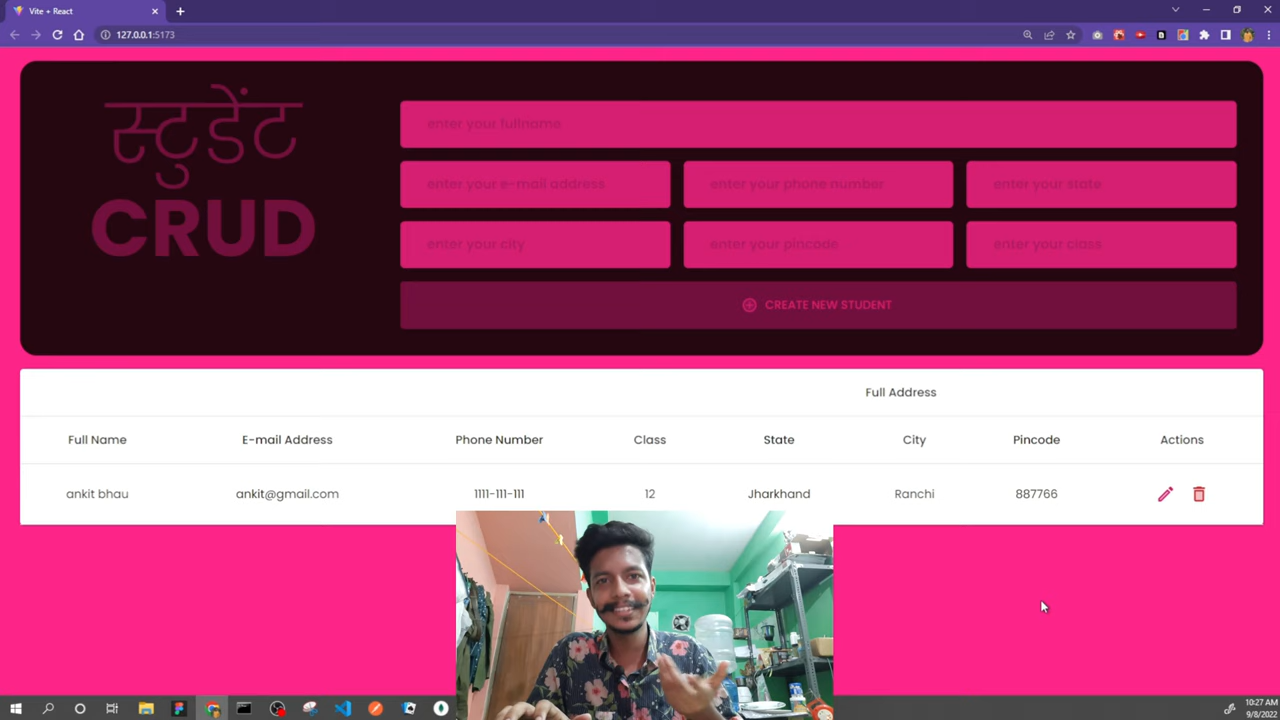 Vite + React
127.0.0.1:5173
स्टुडेंट
CRUD
enter your fullname
enter your e-mail address
enter your phone number
enter your state
enter your city
enter your pincode
enter your class
CREATE NEW STUDENT
Full Address
Full Name E-mail Address Phone Number Class State City Pincode Actions
ankit bhau ankit@gmail.com 1111-111-111 12 Jharkhand Ranchi 887766
10:27 AM
9/8/2022